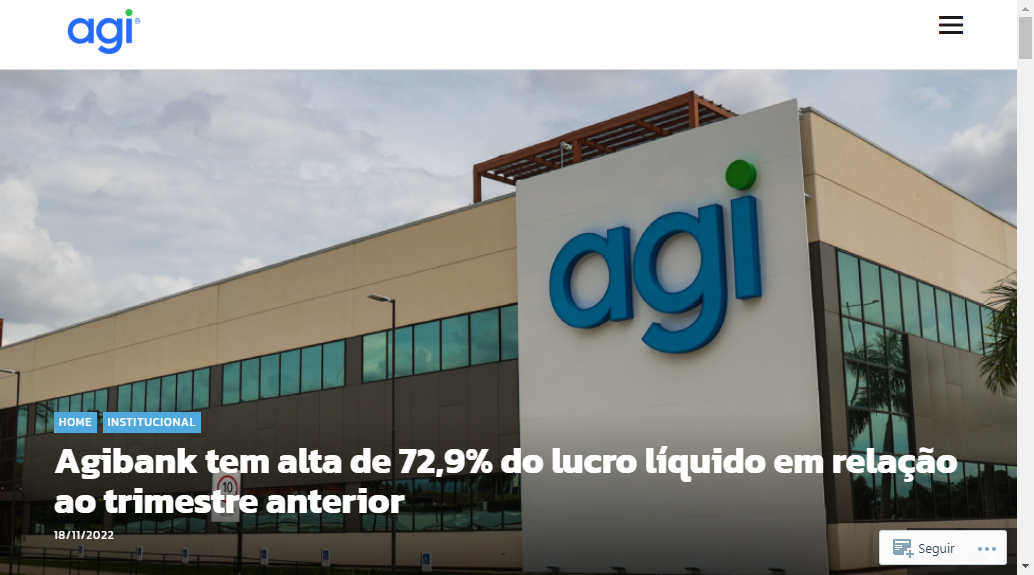 agi®
agi
HOME INSTITUCIONAL
Agibank tem alta de 72,9% do lucro líquido em relação
ao trimestre anterior
10
18/11/2022
Seguir